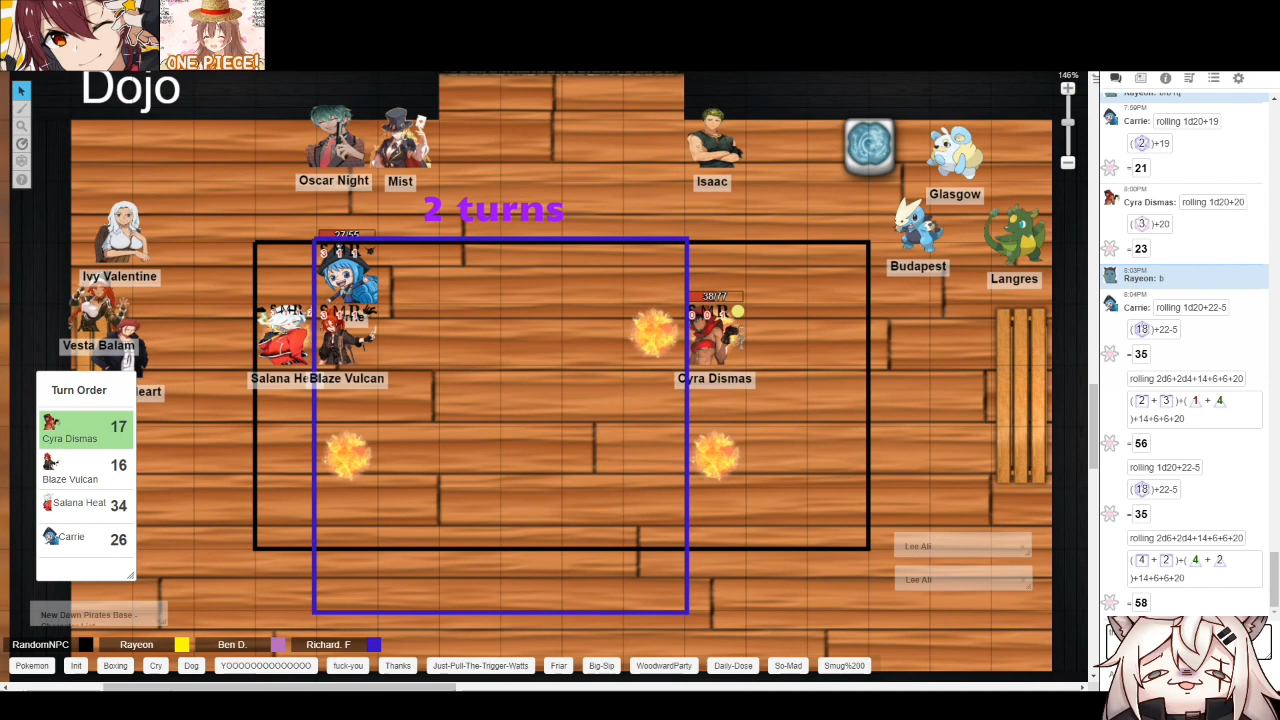 ONE PIECE!
Dojo
146%
Oscar Night
Mist
Isaac
Glasgow
2 turns
27/55
Ivy Valentine
Budapest
Langres
38/77
Vesta Balam
Salana He
Blaze Vulcan
Cyra Dismas
eart
Turn Order
Cyra Dismas 17
Blaze Vulcan 16
Salana Heat 34
Carrie 26
Lee Ali
Lee Ali
New Dawn Pirates Base -
RandomNPC
Rayeon
Ben D.
Richard. F
Pokemon
Init
Boxing
Cry
Dog
YOOOOOOOOOOOOO
fuck-you
Thanks
Just-Pull-The-Trigger-Watts
Friar
Big-Sip
WoodwardParty
Daily-Dose
So-Mad
Smug%200
7:59PM
Carrie: rolling 1d20+19
(2)+19
= 21
8:00PM
Cyra Dismas: rolling 1d20+20
(3)+20
= 23
8:03PM
Rayeon: b
8:04PM
Carrie: rolling 1d20+22-5
(18)+22-5
= 35
rolling 2d6+2d4+14+6+6+20
(2+3)+(1+4
)+14+6+6+20
= 56
rolling 1d20+22-5
(18)+22-5
= 35
rolling 2d6+2d4+14+6+6+20
(4+2)+(4+2
)+14+6+6+20
= 58